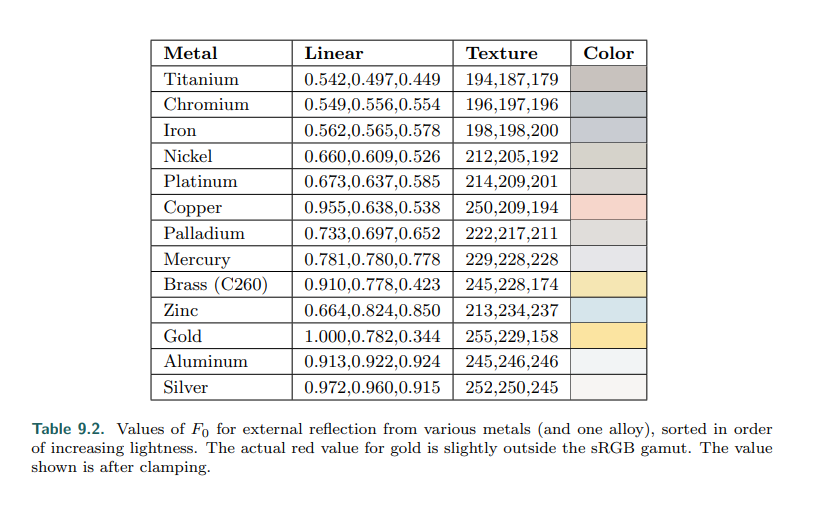 Metal Linear Texture Color
Titanium 0.542,0.497,0.449 194,187,179
Chromium 0.549,0.556,0.554 196,197,196
Iron 0.562,0.565,0.578 198,198,200
Nickel 0.660,0.609,0.526 212,205,192
Platinum 0.673,0.637,0.585 214,209,201
Copper 0.955,0.638,0.538 250,209,194
Palladium 0.733,0.697,0.652 222,217,211
Mercury 0.781,0.780,0.778 229,228,228
Brass (C260) 0.910,0.778,0.423 245,228,174
Zinc 0.664,0.824,0.850 213,234,237
Gold 1.000,0.782,0.344 255,229,158
Aluminum 0.913,0.922,0.924 245,246,246
Silver 0.972,0.960,0.915 252,250,245
Table 9.2. Values of F₀ for external reflection from various metals (and one alloy), sorted in order
of increasing lightness. The actual red value for gold is slightly outside the sRGB gamut. The value
shown is after clamping.